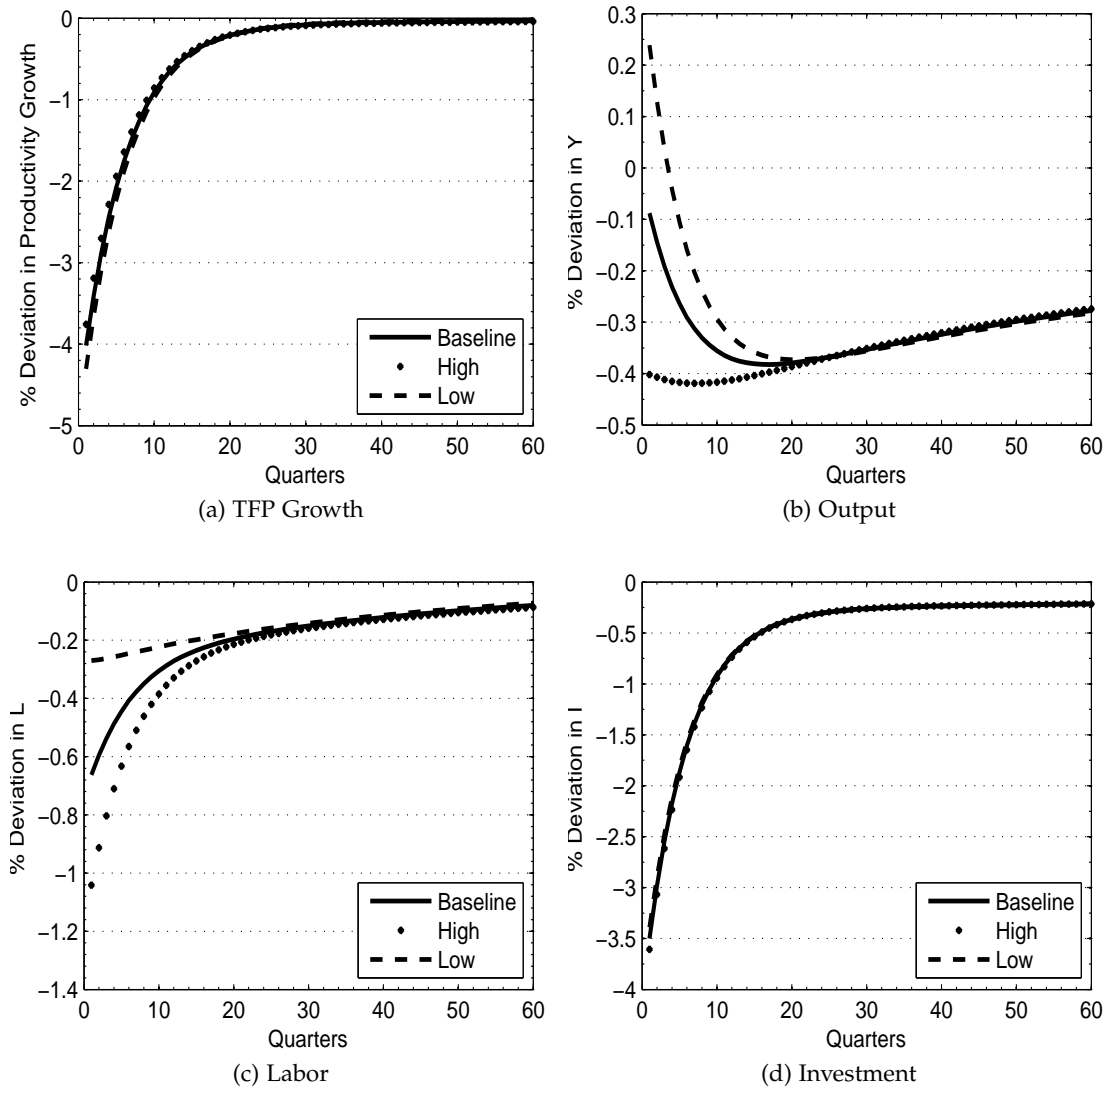 0
−1
−2
−3
−4
−5
% Deviation in Productivity Growth
0 10 20 30 40 50 60
Quarters
Baseline
High
Low
(a) TFP Growth
0.3
0.2
0.1
0
−0.1
−0.2
−0.3
−0.4
−0.5
% Deviation in Y
0 10 20 30 40 50 60
Quarters
(b) Output
0
−0.2
−0.4
−0.6
−0.8
−1
−1.2
−1.4
% Deviation in L
0 10 20 30 40 50 60
Quarters
Baseline
High
Low
(c) Labor
0
−0.5
−1
−1.5
−2
−2.5
−3
−3.5
−4
% Deviation in I
0 10 20 30 40 50 60
Quarters
Baseline
High
Low
(d) Investment